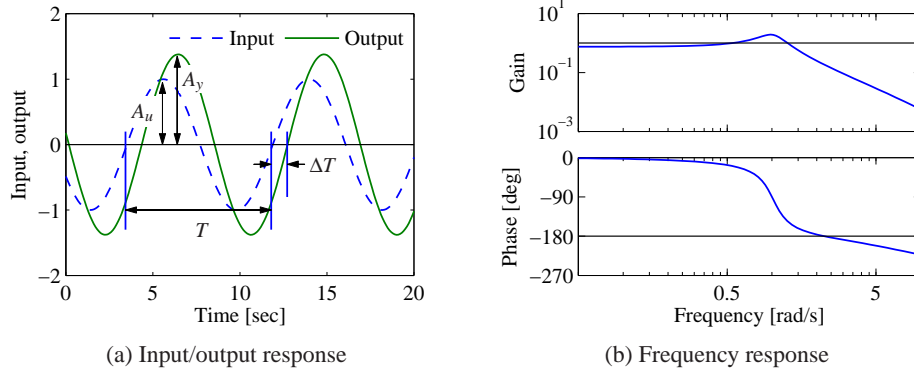 Input
Output
2
1
0
−1
−2
A_u
A_y
ΔT
T
0
5
10
15
20
Input, output
Time [sec]
(a) Input/output response
10^1
10^−1
10^−3
Gain
0
−90
−180
−270
Phase [deg]
0.5
5
Frequency [rad/s]
(b) Frequency response